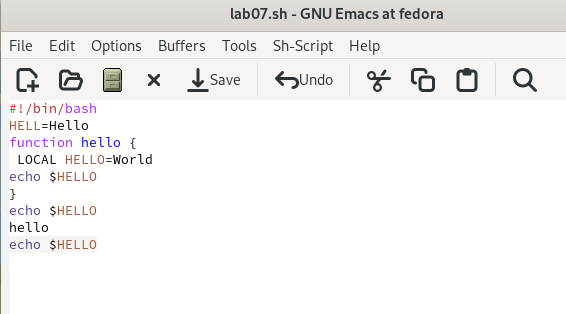 lab07.sh - GNU Emacs at fedora
File Edit Options Buffers Tools Sh-Script Help
Save Undo
#!/bin/bash
HELL=Hello
function hello {
 LOCAL HELLO=World
echo $HELLO
}
echo $HELLO
hello
echo $HELLO